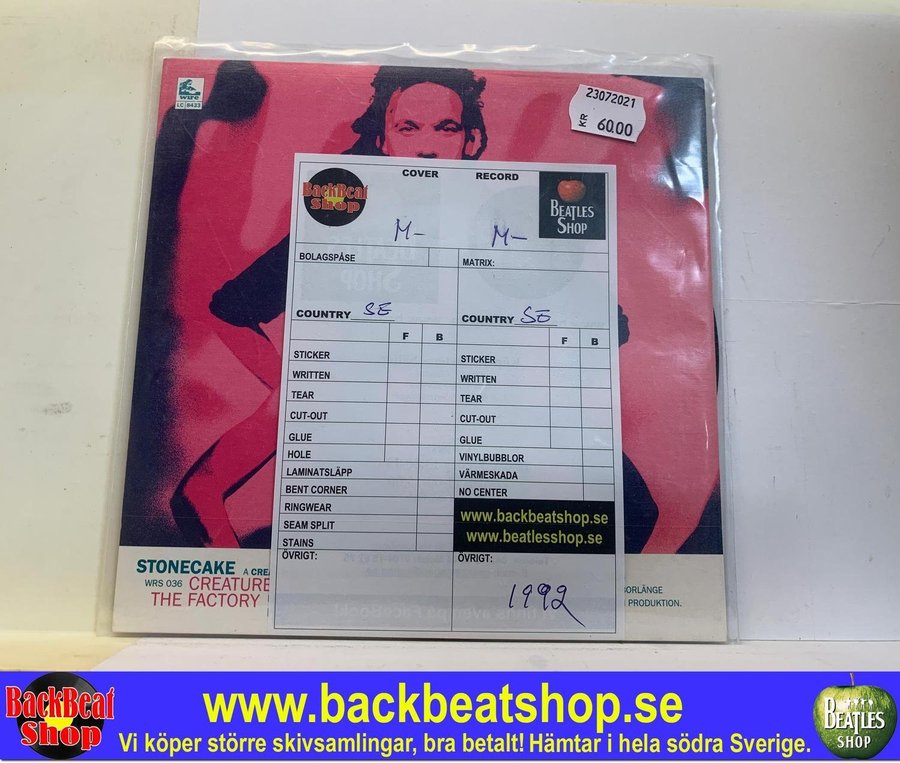 wire
LC 8423
23072021
KR 60.00
BackBeat
Shop
COVER RECORD
BEATLES
SHOP
M- M-
BOLAGSPÅSE MATRIX:
COUNTRY SE COUNTRY SE
F B F B
STICKER STICKER
WRITTEN WRITTEN
TEAR TEAR
CUT-OUT CUT-OUT
GLUE GLUE
HOLE VINYLBUBBLOR
LAMINATSLÄPP VÄRMESKADA
BENT CORNER NO CENTER
RINGWEAR
SEAM SPLIT
STAINS
www.backbeatshop.se
www.beatlesshop.se
ÖVRIGT: ÖVRIGT:
1992
STONECAKE A CREA
WRS 036 CREATURE
THE FACTORY
BORLÄNGE
PRODUKTION.
BackBeat
Shop
www.backbeatshop.se
Vi köper större skivsamlingar, bra betalt! Hämtar i hela södra Sverige.
BEATLES
SHOP